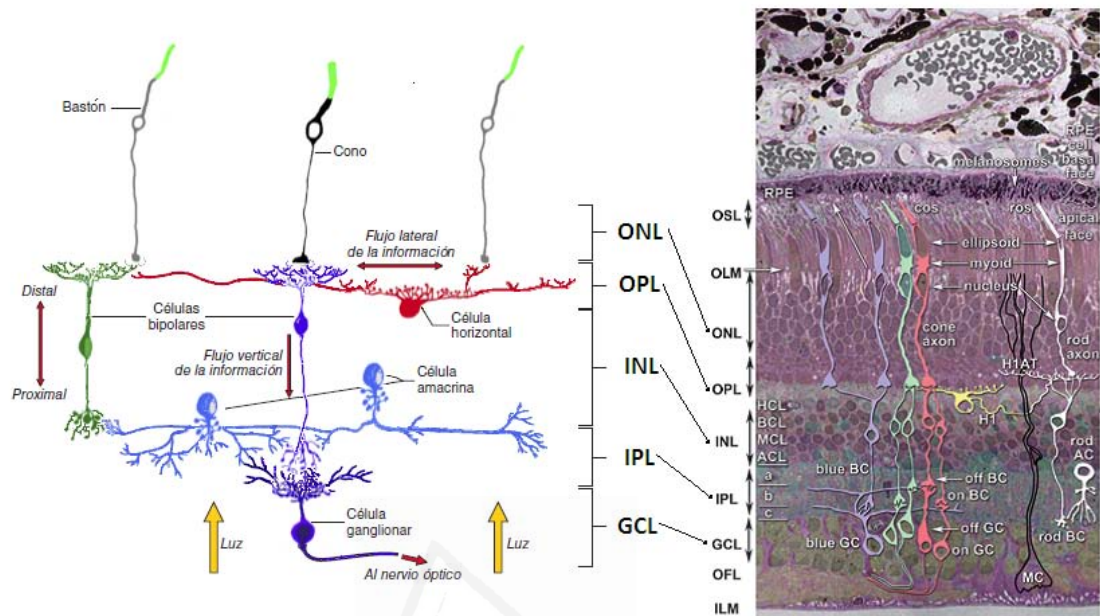 Bastón
Cono
Flujo lateral
de la información
Distal
Proximal
Células
bipolares
Célula
horizontal
Flujo vertical
de la información
Célula
amacrina
Célula
ganglionar
Luz
Luz
Al nervio óptico
ONL
OPL
INL
IPL
GCL
RPE
OSL
OLM
ONL
OPL
HCL
BCL
MCL
ACL
INL
a
b
c
IPL
GCL
OFL
ILM
RPE
cell
basal
face
melanosomes
cos
ros
apical
face
ellipsoid
myoid
nucleus
cone
axon
rod
axon
H1AT
H1
rod
AC
blue BC
off BC
on BC
off GC
on GC
blue GC
rod BC
MC